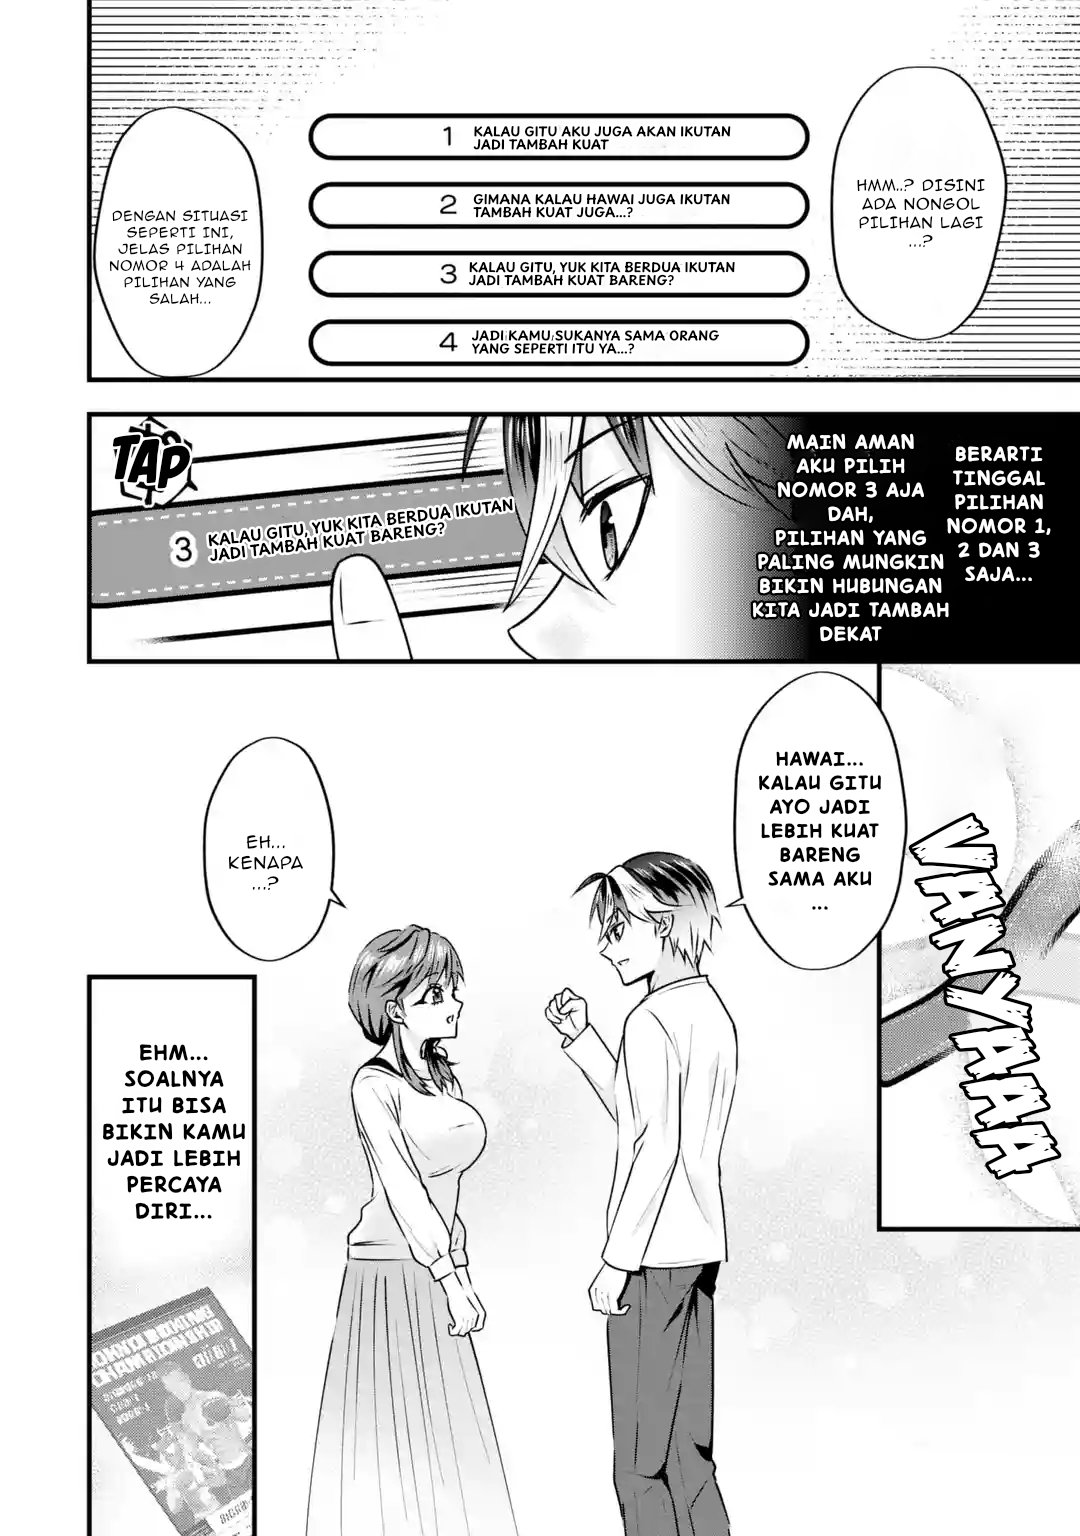 HMM..? DISINI
ADA NONGOL
PILIHAN LAGI
...?
1 KALAU GITU AKU JUGA AKAN IKUTAN
JADI TAMBAH KUAT
2 GIMANA KALAU HAWAI JUGA IKUTAN
TAMBAH KUAT JUGA...?
3 KALAU GITU, YUK KITA BERDUA IKUTAN
JADI TAMBAH KUAT BARENG?
4 JADI KAMU SUKANYA SAMA ORANG
YANG SEPERTI ITU YA...?
DENGAN SITUASI
SEPERTI INI,
JELAS PILIHAN
NOMOR 4 ADALAH
PILIHAN YANG
SALAH...
BERARTI
TINGGAL
PILIHAN
NOMOR 1,
2 DAN 3
SAJA...
MAIN AMAN
AKU PILIH
NOMOR 3 AJA
DAH,
PILIHAN YANG
PALING MUNGKIN
BIKIN HUBUNGAN
KITA JADI TAMBAH
DEKAT
TAP
3 KALAU GITU, YUK KITA BERDUA IKUTAN
JADI TAMBAH KUAT BARENG?
VANYAAA
HAWAI...
KALAU GITU
AYO JADI
LEBIH KUAT
BARENG
SAMA AKU
...
EH...
KENAPA
...?
EHM...
SOALNYA
ITU BISA
BIKIN KAMU
JADI LEBIH
PERCAYA
DIRI...